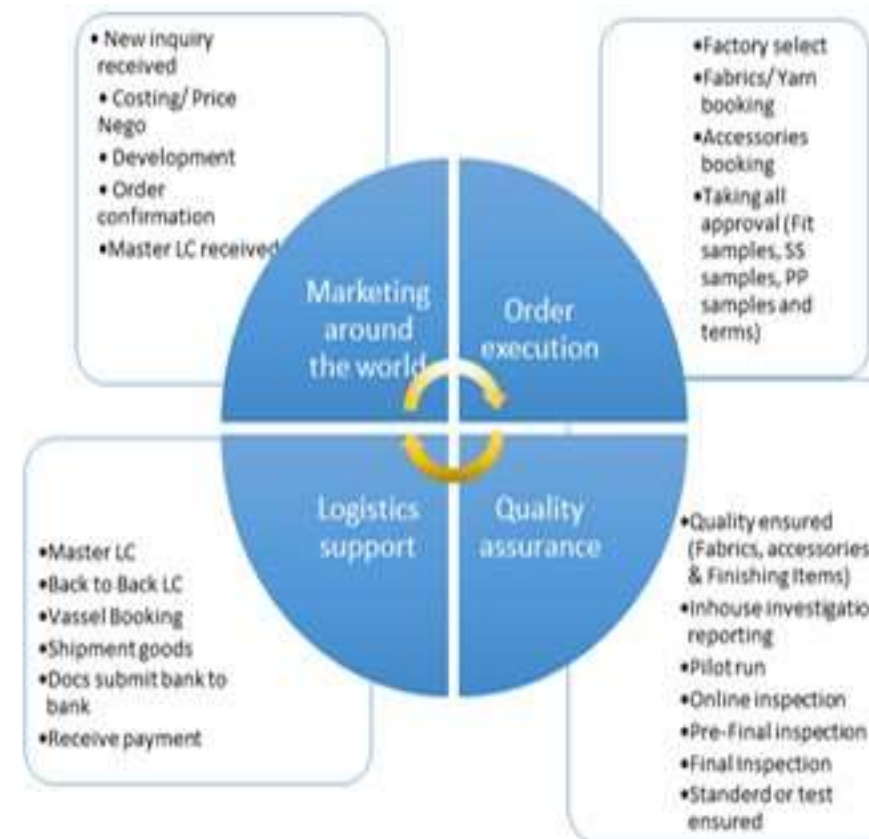 • New inquiry
received
• Costing/ Price
Nego
• Development
• Order
confirmation
•Master LC received
•Factory select
•Fabrics/ Yarn
booking
•Accessories
booking
•Taking all
approval (Fit
samples, SS
samples, PP
samples and
terms)
Marketing
around
the world
Order
execution
Logistics
support
Quality
assurance
•Master LC
•Back to Back LC
•Vassel Booking
•Shipment goods
•Docs submit bank to
bank
•Receive payment
•Quality ensured
(Fabrics, accessories
& Finishing Items)
•Inhouse investigatio
reporting
•Pilot run
•Online inspection
•Pre-Final inspection
•Final Inspection
•Standerd or test
ensured